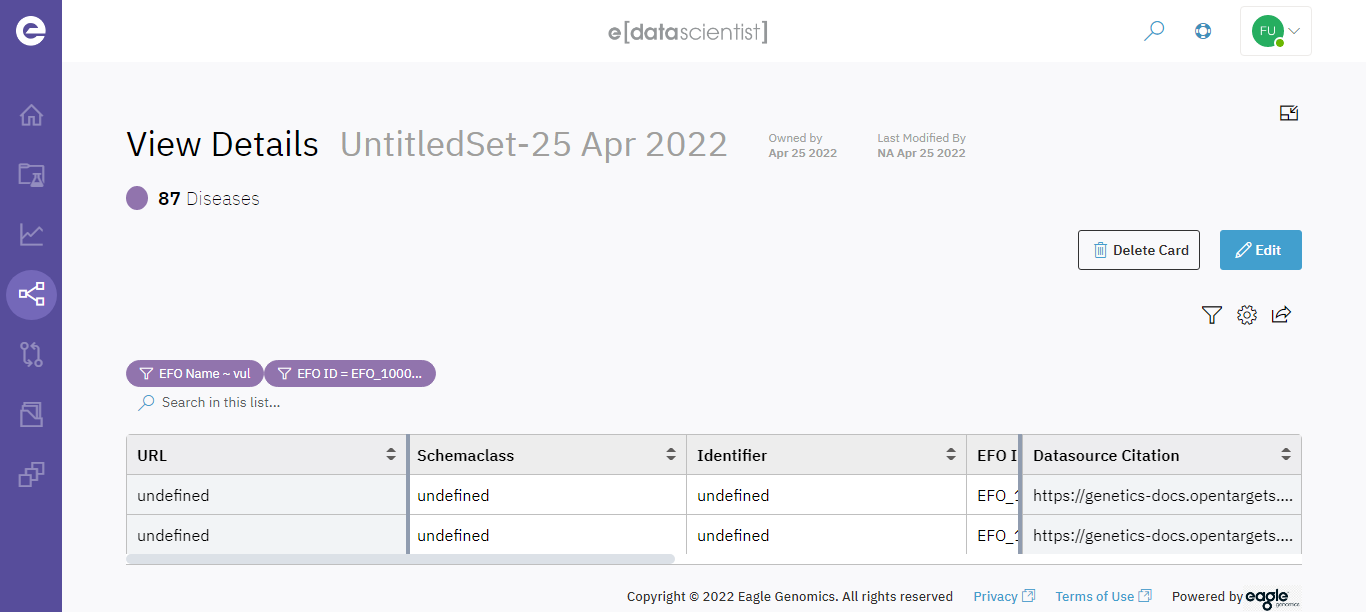 e[datascientist]
FU
View Details UntitledSet-25 Apr 2022
Owned by
Apr 25 2022
Last Modified By
NA Apr 25 2022
87 Diseases
Delete Card
Edit
EFO Name ~ vul
EFO ID = EFO_1000...
Search in this list...
URL Schemaclass Identifier EFO I Datasource Citation
undefined undefined undefined EFO_1 https://genetics-docs.opentargets....
undefined undefined undefined EFO_1 https://genetics-docs.opentargets....
Copyright © 2022 Eagle Genomics. All rights reserved Privacy Terms of Use Powered by eagle genomics